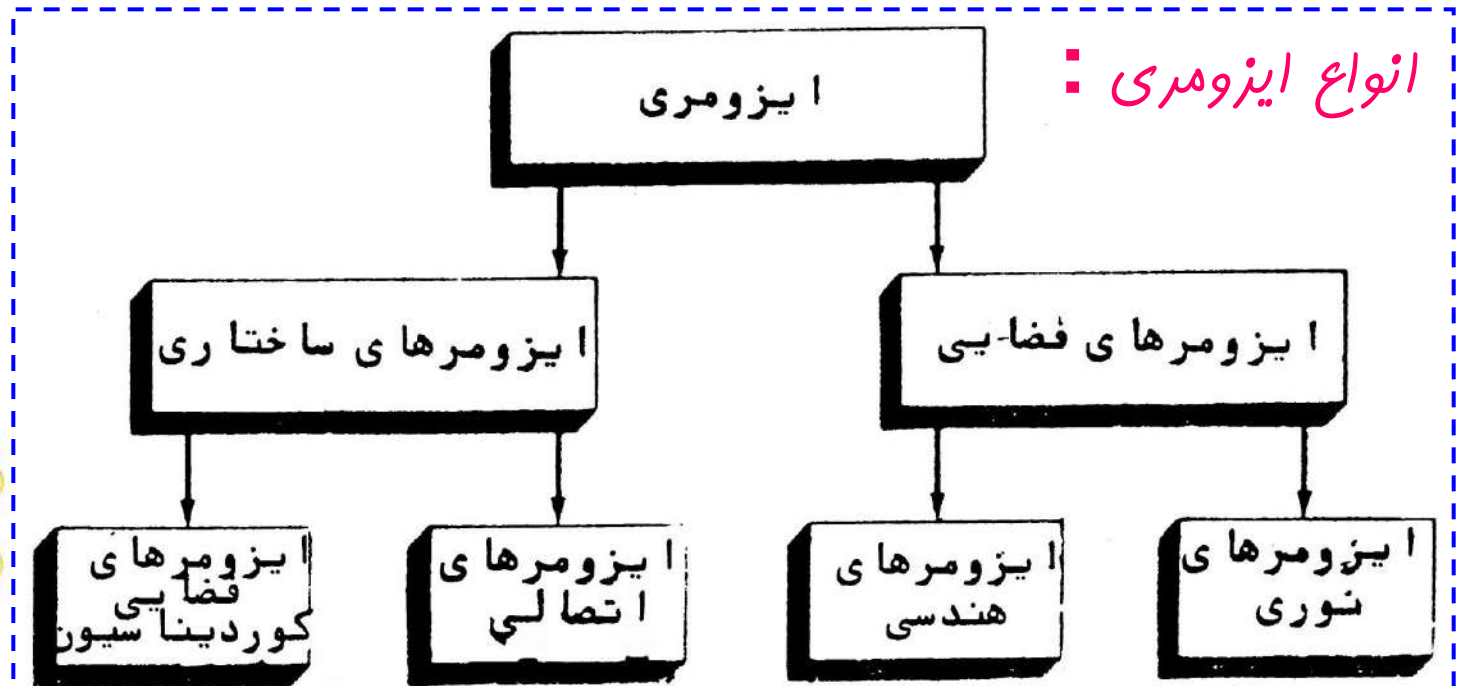 انواع ایزومری :
ایزومری
ایزومرهای فضایی
ایزومرهای ساختاری
ایزومرهای
نوری
ایزومرهای
هندسی
ایزومرهای
اتصالی
ایزومرهای
فضایی
کوردیناسیون